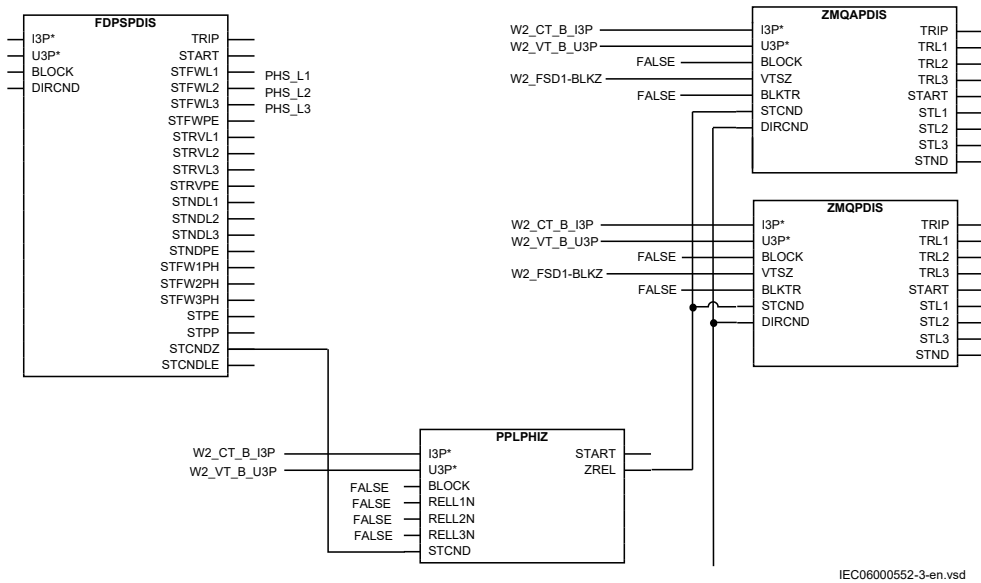 FDPSPDIS
I3P*
U3P*
BLOCK
DIRCND
TRIP
START
STFWL1
STFWL2
STFWL3
STFWPE
STRVL1
STRVL2
STRVL3
STRVPE
STNDL1
STNDL2
STNDL3
STNDPE
STFW1PH
STFW2PH
STFW3PH
STPE
STPP
STCNDZ
STCNDLE
PHS_L1
PHS_L2
PHS_L3
ZMQAPDIS
W2_CT_B_I3P
W2_VT_B_U3P
FALSE
W2_FSD1-BLKZ
FALSE
I3P*
U3P*
BLOCK
VTSZ
BLKTR
STCND
DIRCND
TRIP
TRL1
TRL2
TRL3
START
STL1
STL2
STL3
STND
ZMQPDIS
W2_CT_B_I3P
W2_VT_B_U3P
FALSE
W2_FSD1-BLKZ
FALSE
I3P*
U3P*
BLOCK
VTSZ
BLKTR
STCND
DIRCND
TRIP
TRL1
TRL2
TRL3
START
STL1
STL2
STL3
STND
PPLPHIZ
W2_CT_B_I3P
W2_VT_B_U3P
FALSE
FALSE
FALSE
FALSE
I3P*
U3P*
BLOCK
RELL1N
RELL2N
RELL3N
STCND
START
ZREL
IEC06000552-3-en.vsd